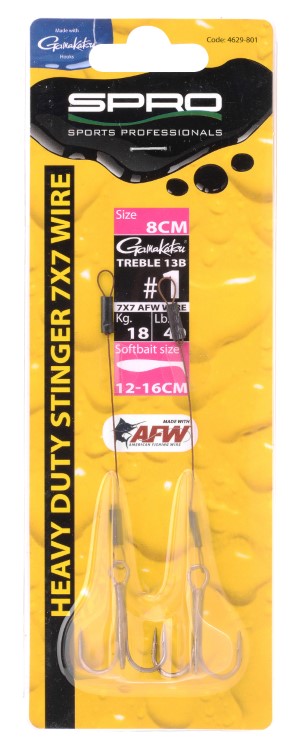 Made with
Gamakatsu
Hooks
Code: 4629-801
SPRO
SPORTS PROFESSIONALS
HEAVY DUTY STINGER 7X7 WIRE
Size
8CM
Gamakatsu
TREBLE 13B
#1
7X7 AFW WIRE
Kg. Lb.
18
Softbait size
12-16CM
MADE WITH
AFW
AMERICAN FISHING WIRE